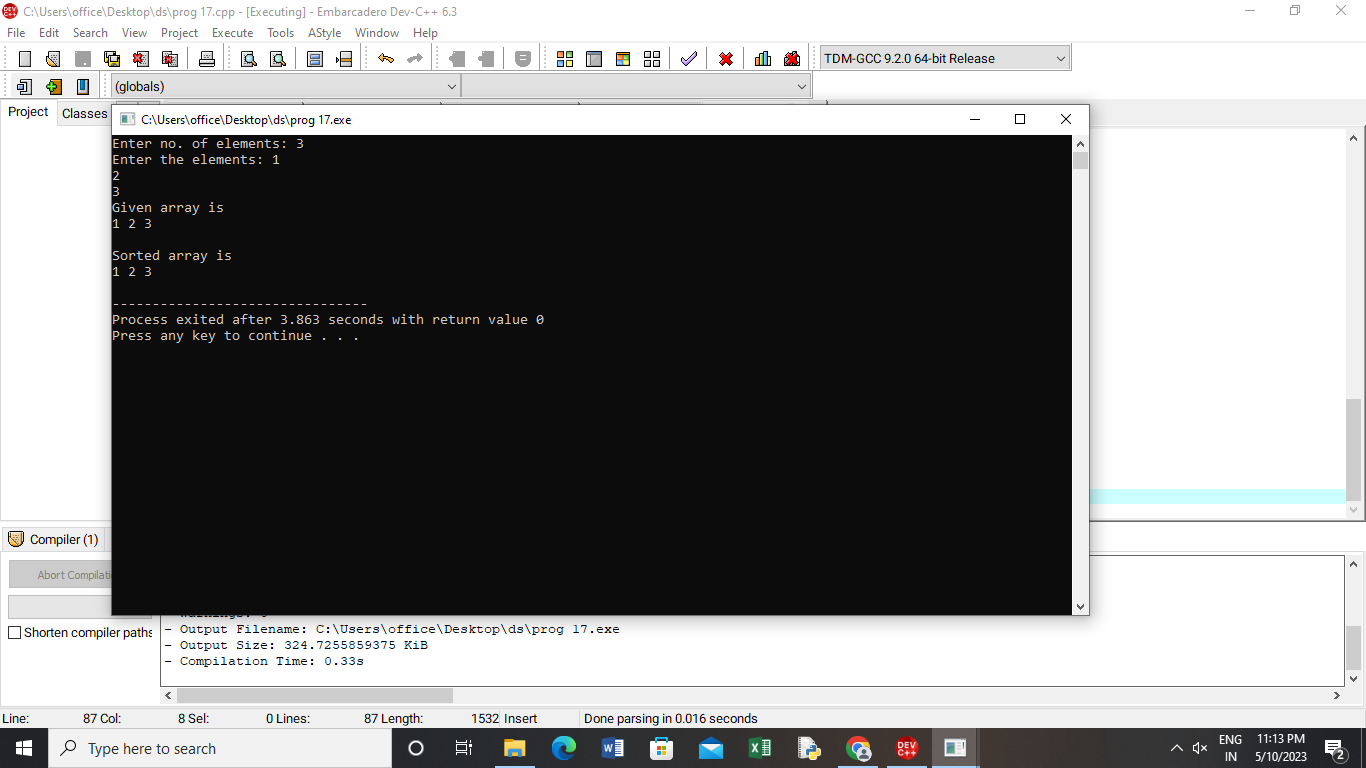 C:\Users\office\Desktop\ds\prog 17.cpp - [Executing] - Embarcadero Dev-C++ 6.3
File Edit Search View Project Execute Tools AStyle Window Help
TDM-GCC 9.2.0 64-bit Release
(globals)
Project Classes
C:\Users\office\Desktop\ds\prog 17.exe
Enter no. of elements: 3
Enter the elements: 1
2
3
Given array is
1 2 3
Sorted array is
1 2 3
--------------------------------
Process exited after 3.863 seconds with return value 0
Press any key to continue . . .
Compiler (1)
Abort Compilati
Shorten compiler paths
- Output Filename: C:\Users\office\Desktop\ds\prog 17.exe
- Output Size: 324.7255859375 KiB
- Compilation Time: 0.33s
Line: 87 Col: 8 Sel: 0 Lines: 87 Length: 1532 Insert Done parsing in 0.016 seconds
Type here to search
ENG
IN
11:13 PM
5/10/2023
2